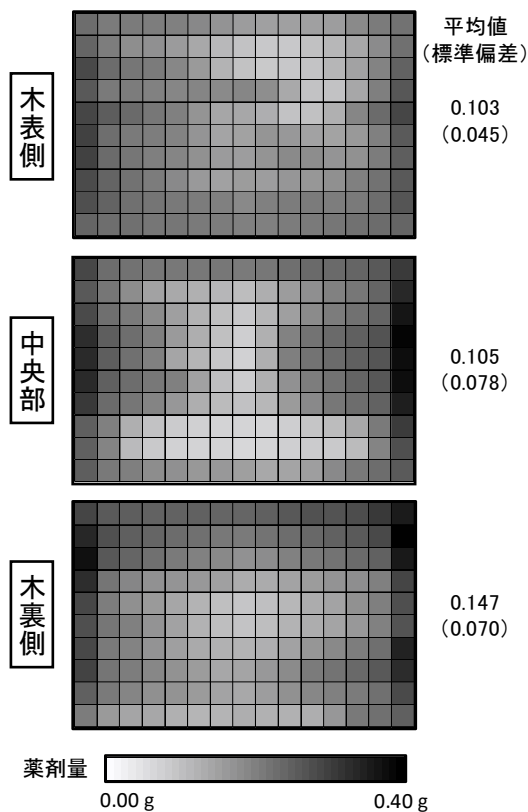 平均値
(標準偏差)
木表側
0.103
(0.045)
中央部
0.105
(0.078)
木裏側
0.147
(0.070)
薬剤量
0.00 g
0.40 g